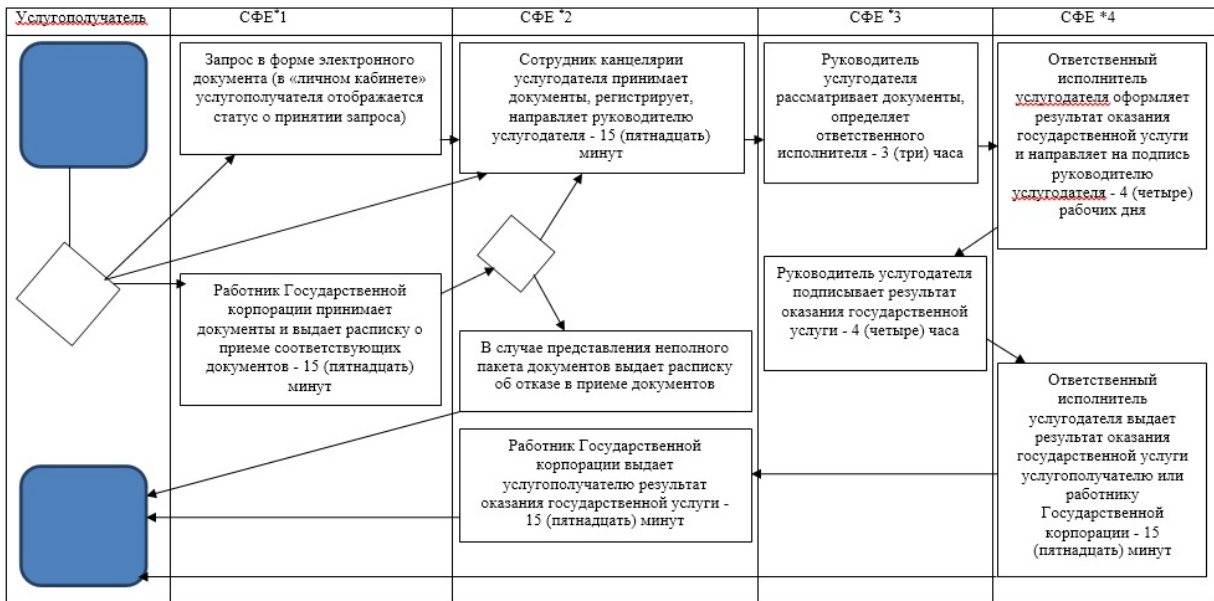 Услугополучатель
СФЕ*1
СФЕ *2
СФЕ *3
СФЕ *4
Запрос в форме электронного
документа (в «личном кабинете»
услугополучателя отображается
статус о принятии запроса)
Сотрудник канцелярии
услугодателя принимает
документы, регистрирует,
направляет руководителю
услугодателя - 15 (пятнадцать)
минут
Руководитель
услугодателя
рассматривает документы,
определяет
ответственного
исполнителя - 3 (три) часа
Ответственный
исполнитель
услугодателя оформляет
результат оказания
государственной услуги
и направляет на подпись
руководителю
услугодателя - 4 (четыре)
рабочих дня
Работник Государственной
корпорации принимает
документы и выдает расписку о
приеме соответствующих
документов - 15 (пятнадцать)
минут
В случае представления неполного
пакета документов выдает расписку
об отказе в приеме документов
Руководитель услугодателя
подписывает результат
оказания государственной
услуги - 4 (четыре) часа
Работник Государственной
корпорации выдает
услугополучателю результат
оказания государственной услуги -
15 (пятнадцать) минут
Ответственный
исполнитель
услугодателя выдает
результат оказания
государственной услуги
услугополучателю или
работнику
Государственной
корпорации - 15
(пятнадцать) минут